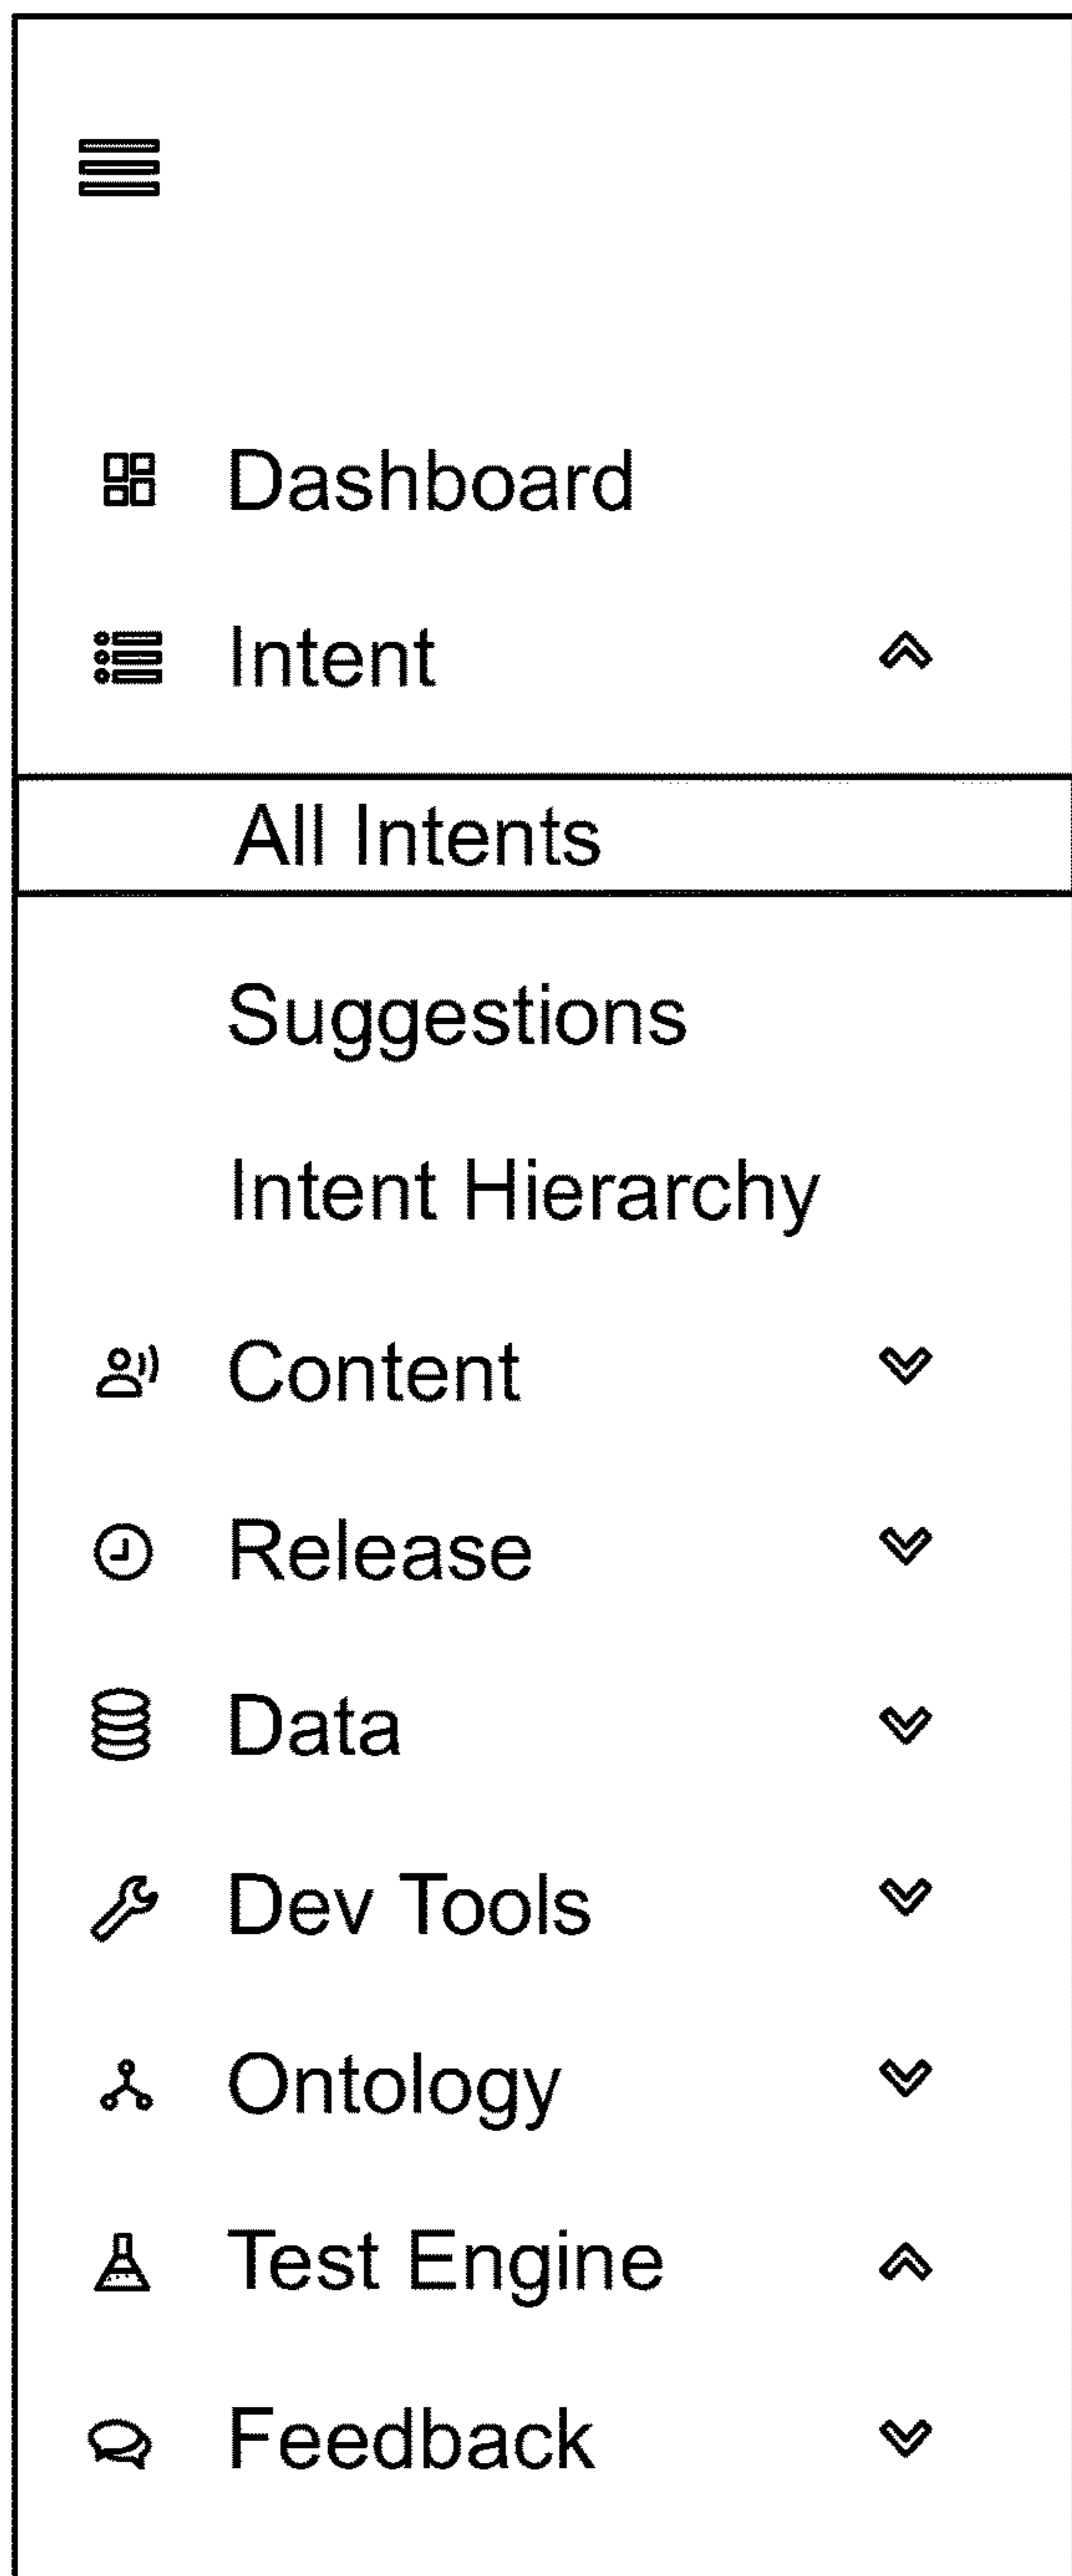 Dashboard
Intent
All Intents
Suggestions
Intent Hierarchy
Content
Release
Data
Dev Tools
Ontology
Test Engine
Feedback